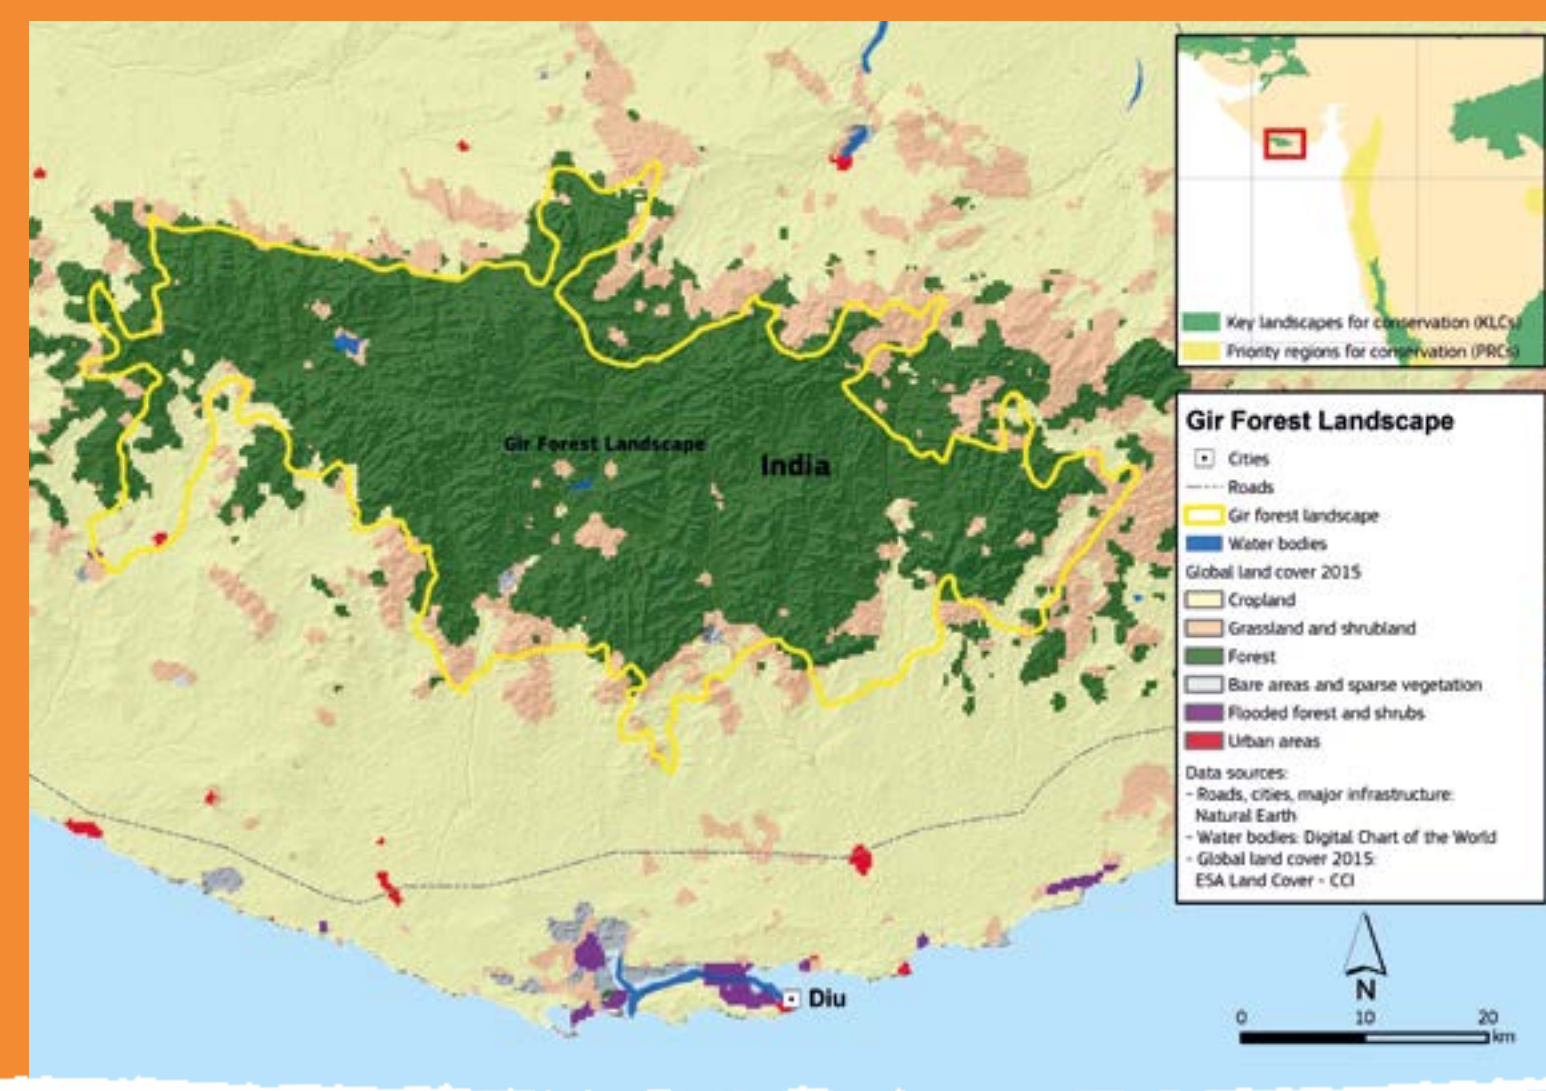 Key landscapes for conservation (KLCs)
Priority regions for conservation (PRCs)
Gir Forest Landscape
India
Diu
Gir Forest Landscape
Cities
Roads
Gir forest landscape
Water bodies
Global land cover 2015
Cropland
Grassland and shrubland
Forest
Bare areas and sparse vegetation
Flooded forest and shrubs
Urban areas
Data sources:
- Roads, cities, major infrastructure:
Natural Earth
- Water bodies: Digital Chart of the World
- Global land cover 2015:
ESA Land Cover - CCI
N
0 10 20
km